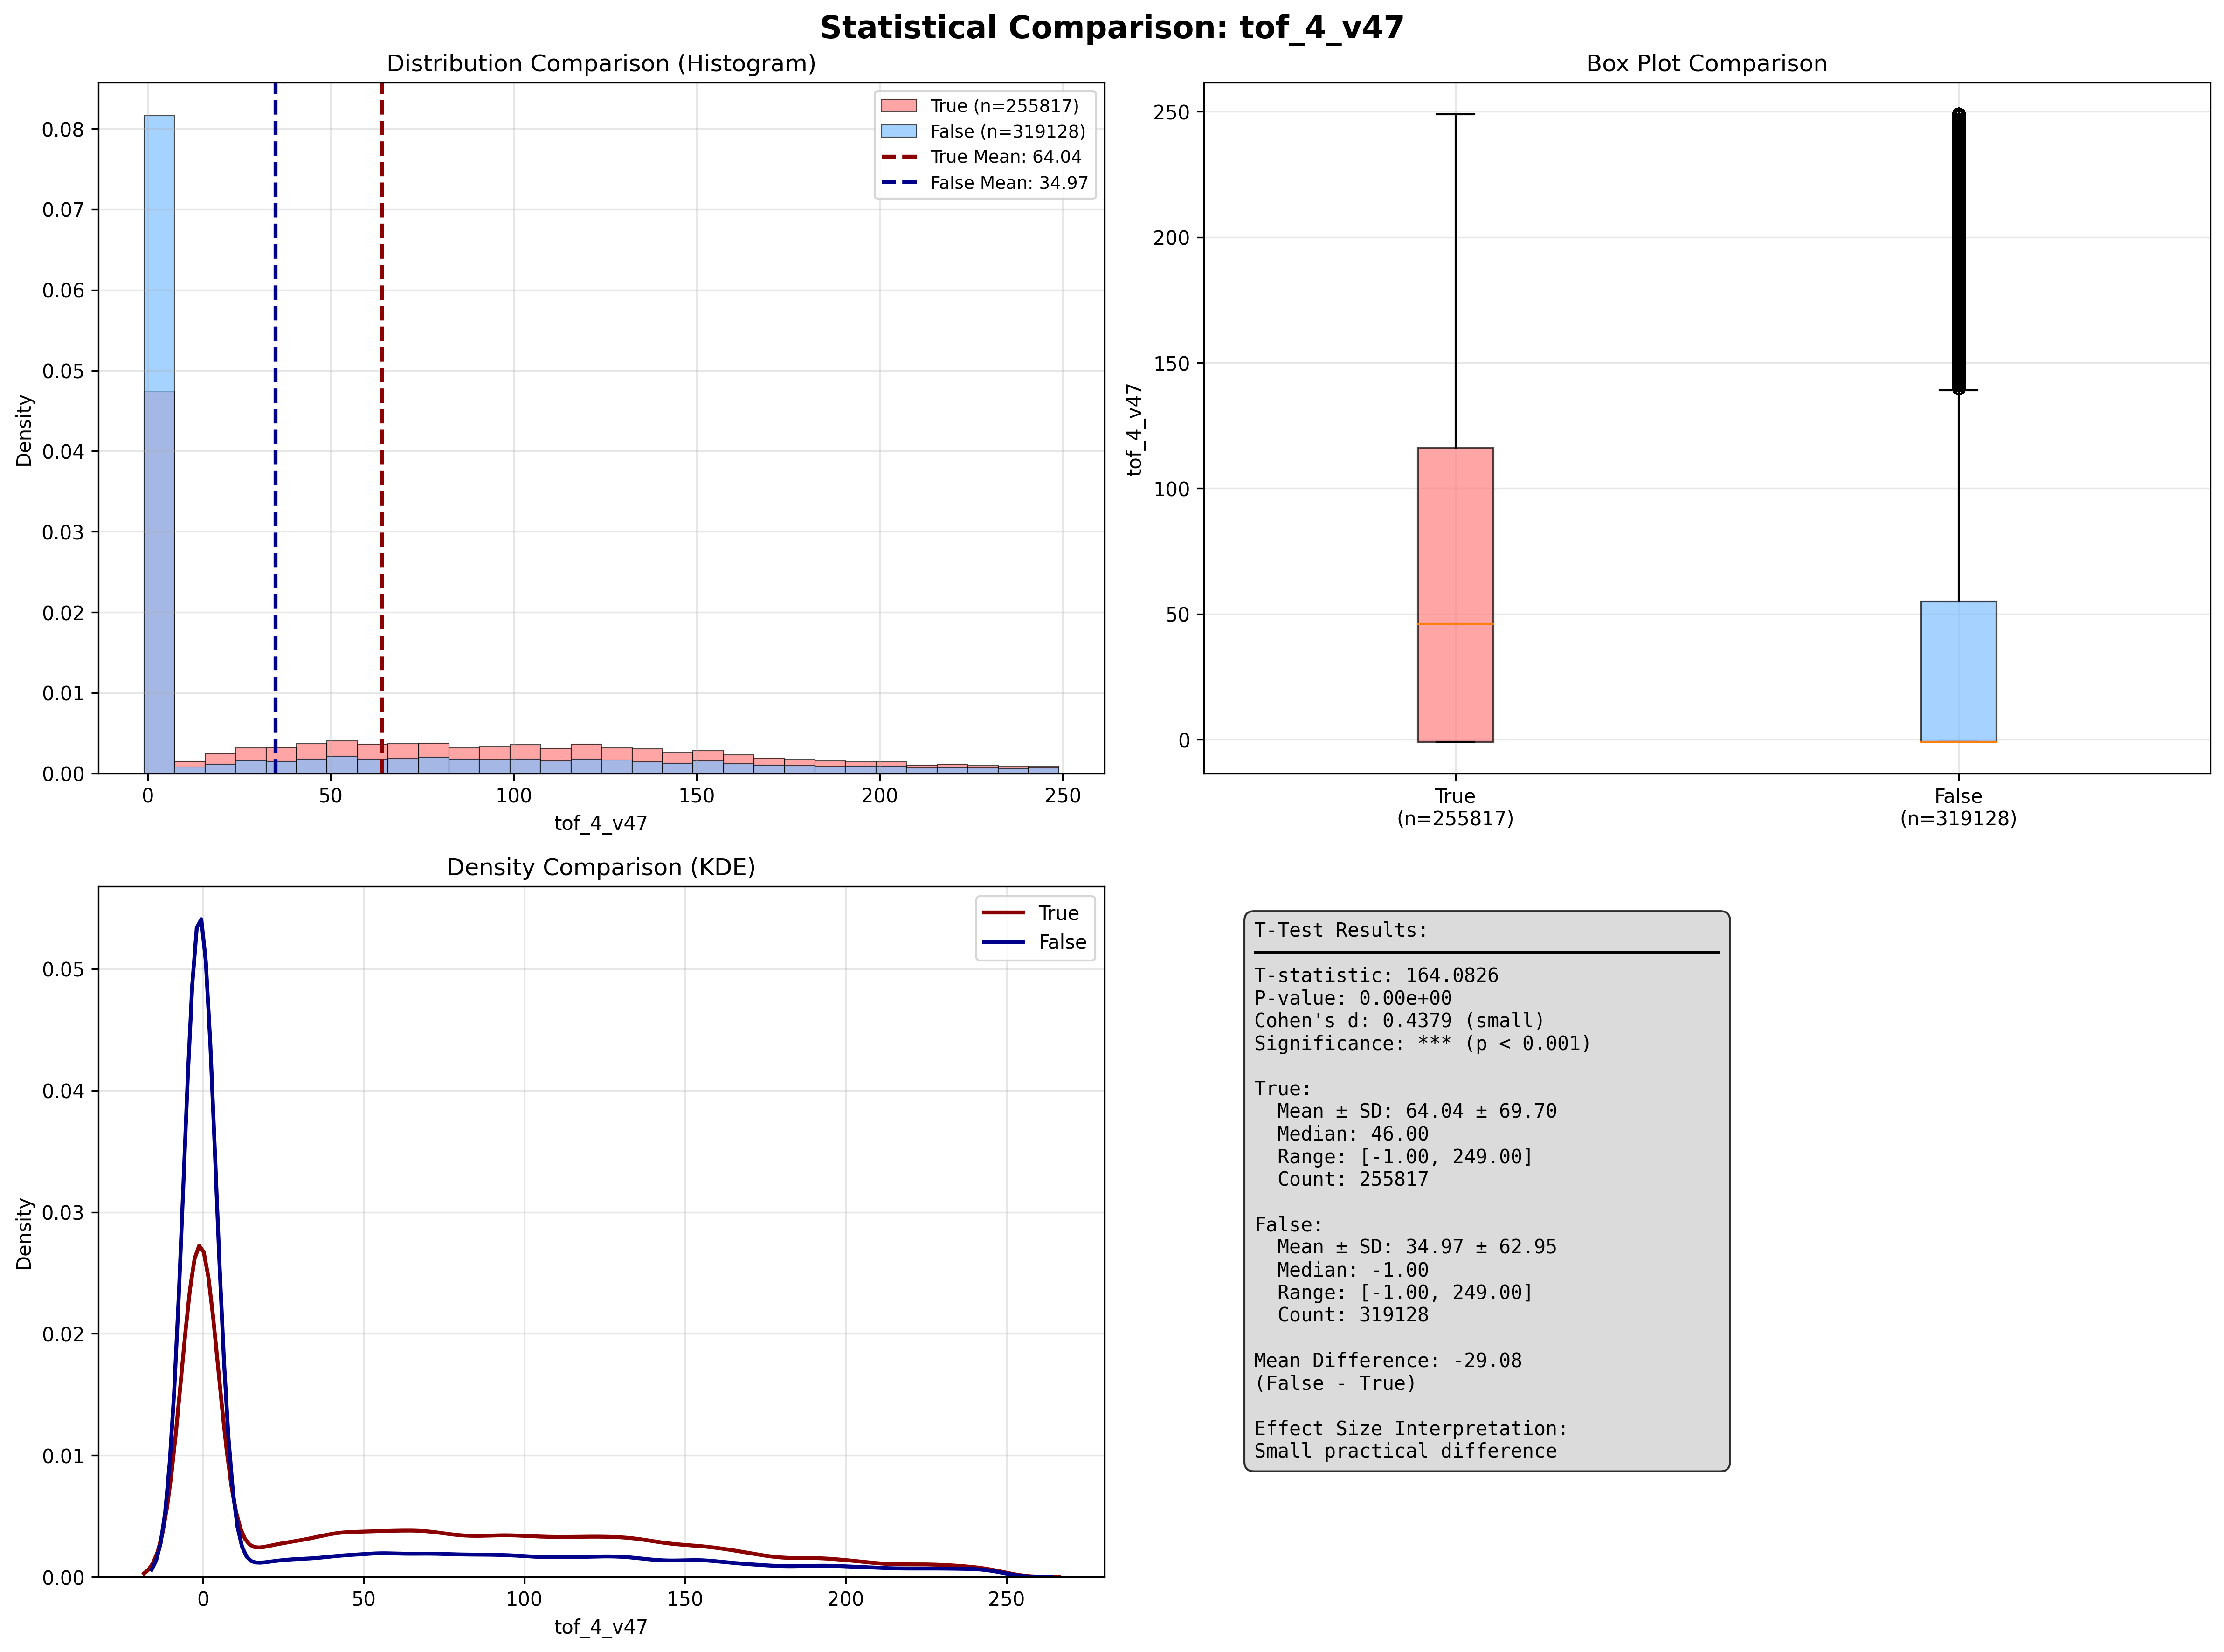 Statistical Comparison: tof_4_v47
Distribution Comparison (Histogram)
True (n=255817)
False (n=319128)
True Mean: 64.04
False Mean: 34.97
Density
0.08
0.07
0.06
0.05
0.04
0.03
0.02
0.01
0.00
0
50
100
150
200
250
tof_4_v47
Box Plot Comparison
tof_4_v47
250
200
150
100
50
0
True
(n=255817)
False
(n=319128)
Density Comparison (KDE)
True
False
Density
0.05
0.04
0.03
0.02
0.01
0.00
0
50
100
150
200
250
tof_4_v47
T-Test Results:
T-statistic: 164.0826
P-value: 0.00e+00
Cohen's d: 0.4379 (small)
Significance: *** (p < 0.001)
True:
Mean ± SD: 64.04 ± 69.70
Median: 46.00
Range: [-1.00, 249.00]
Count: 255817
False:
Mean ± SD: 34.97 ± 62.95
Median: -1.00
Range: [-1.00, 249.00]
Count: 319128
Mean Difference: -29.08
(False - True)
Effect Size Interpretation:
Small practical difference